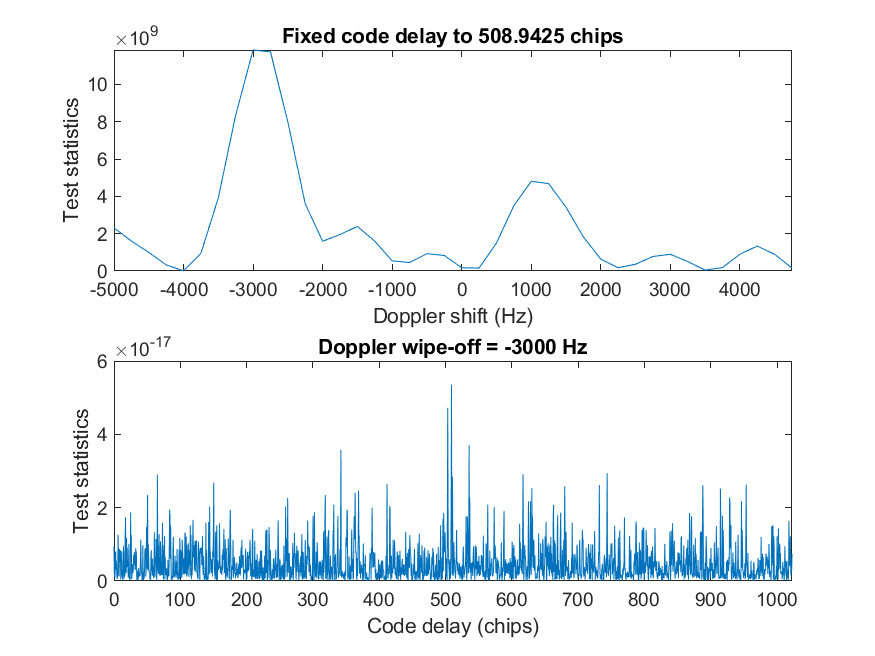 ×10^9
Fixed code delay to 508.9425 chips
Test statistics
10
8
6
4
2
0
-5000 -4000 -3000 -2000 -1000 0 1000 2000 3000 4000
Doppler shift (Hz)
×10^-17
Doppler wipe-off = -3000 Hz
Test statistics
6
4
2
0
0 100 200 300 400 500 600 700 800 900 1000
Code delay (chips)